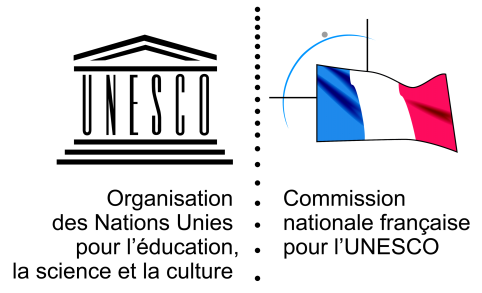 UNESCO
Organisation
des Nations Unies
pour l'éducation,
la science et la culture
Commission
nationale française
pour l'UNESCO